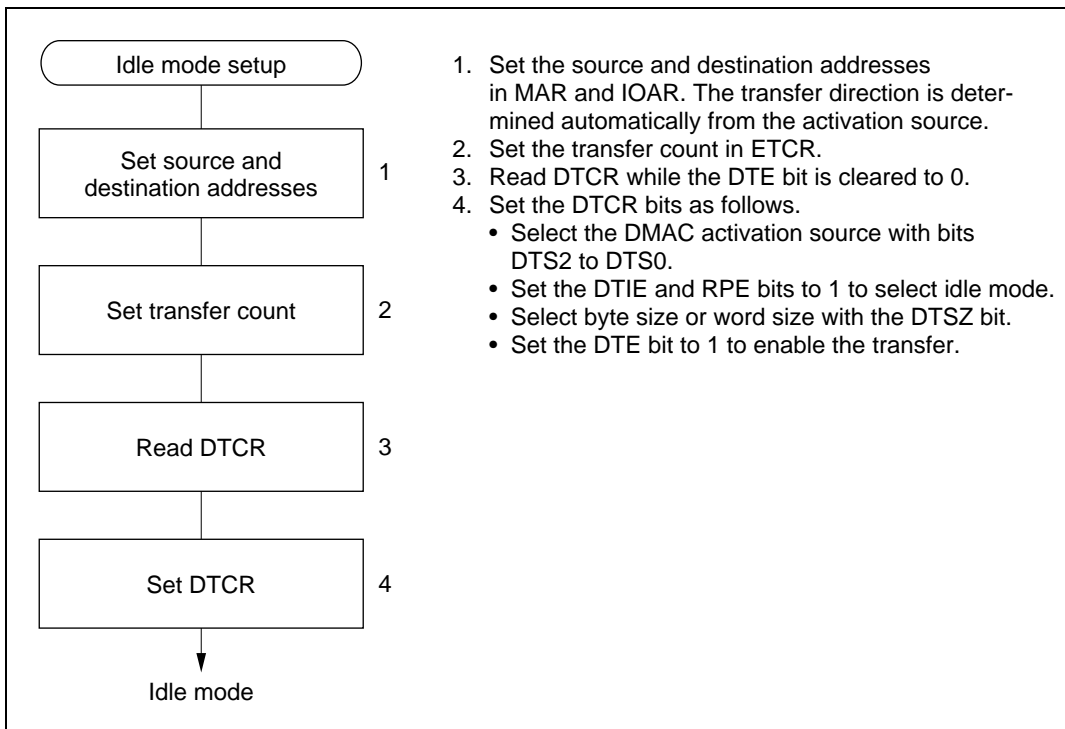 Idle mode setup
Set source and
destination addresses
1
Set transfer count
2
Read DTCR
3
Set DTCR
4
Idle mode
1. Set the source and destination addresses
in MAR and IOAR. The transfer direction is deter-
mined automatically from the activation source.
2. Set the transfer count in ETCR.
3. Read DTCR while the DTE bit is cleared to 0.
4. Set the DTCR bits as follows.
• Select the DMAC activation source with bits
DTS2 to DTS0.
• Set the DTIE and RPE bits to 1 to select idle mode.
• Select byte size or word size with the DTSZ bit.
• Set the DTE bit to 1 to enable the transfer.